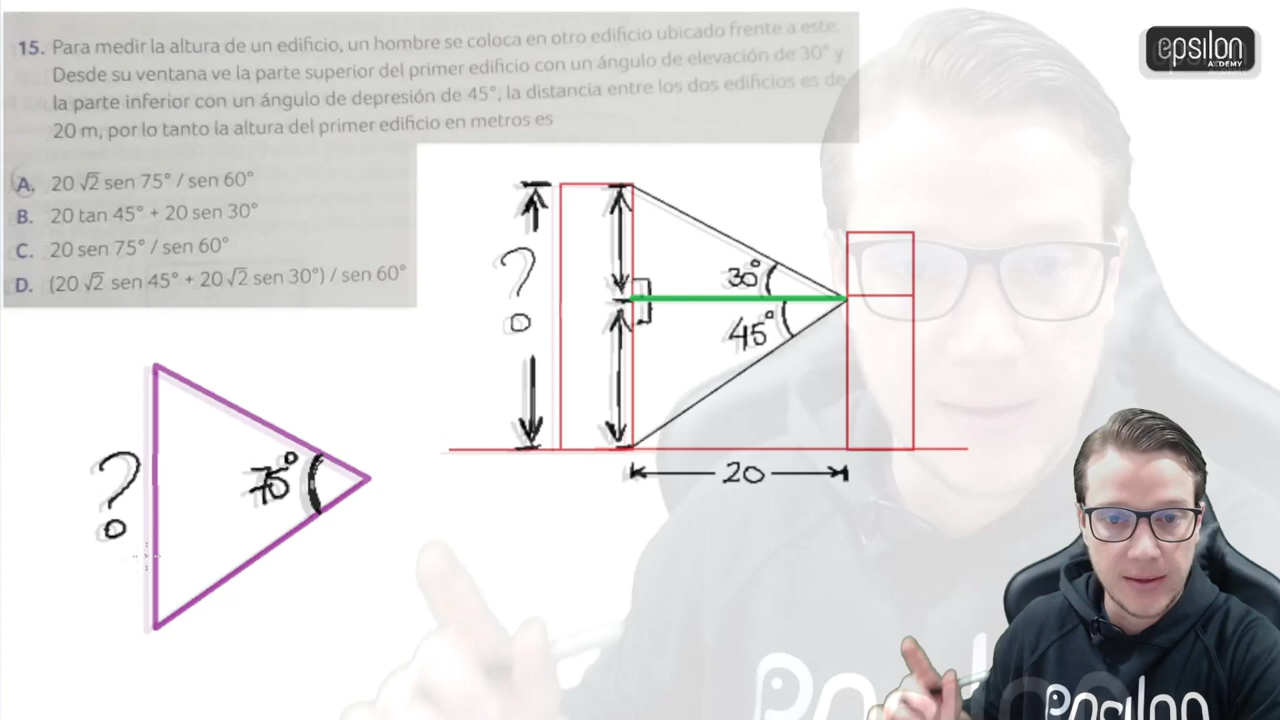 15. Para medir la altura de un edificio, un hombre se coloca en otro edificio ubicado frente a este.
Desde su ventana ve la parte superior del primer edificio con un ángulo de elevación de 30° y
la parte inferior con un ángulo de depresión de 45°, la distancia entre los dos edificios es de
20 m, por lo tanto la altura del primer edificio en metros es
A. 20 √2 sen 75° / sen 60°
B. 20 tan 45° + 20 sen 30°
C. 20 sen 75° / sen 60°
D. (20 √2 sen 45° + 20 √2 sen 30°) / sen 60°
epsilon
?
30°
45°
20
?
75°
epsilon